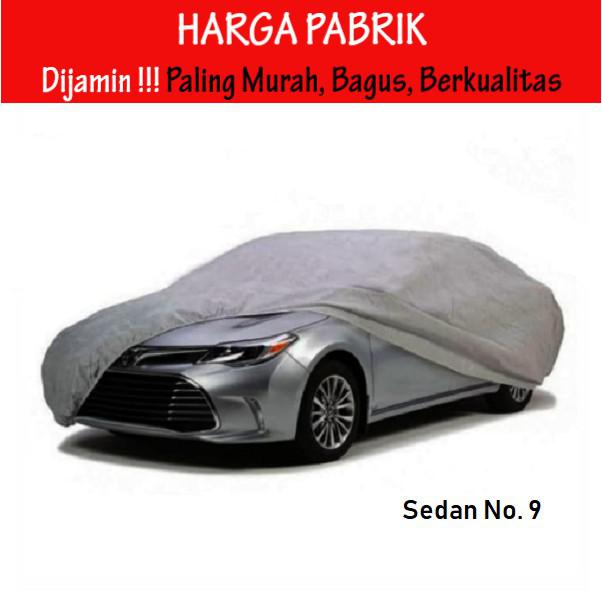 HARGA PABRIK
Dijamin !!! Paling Murah, Bagus, Berkualitas
Sedan No. 9